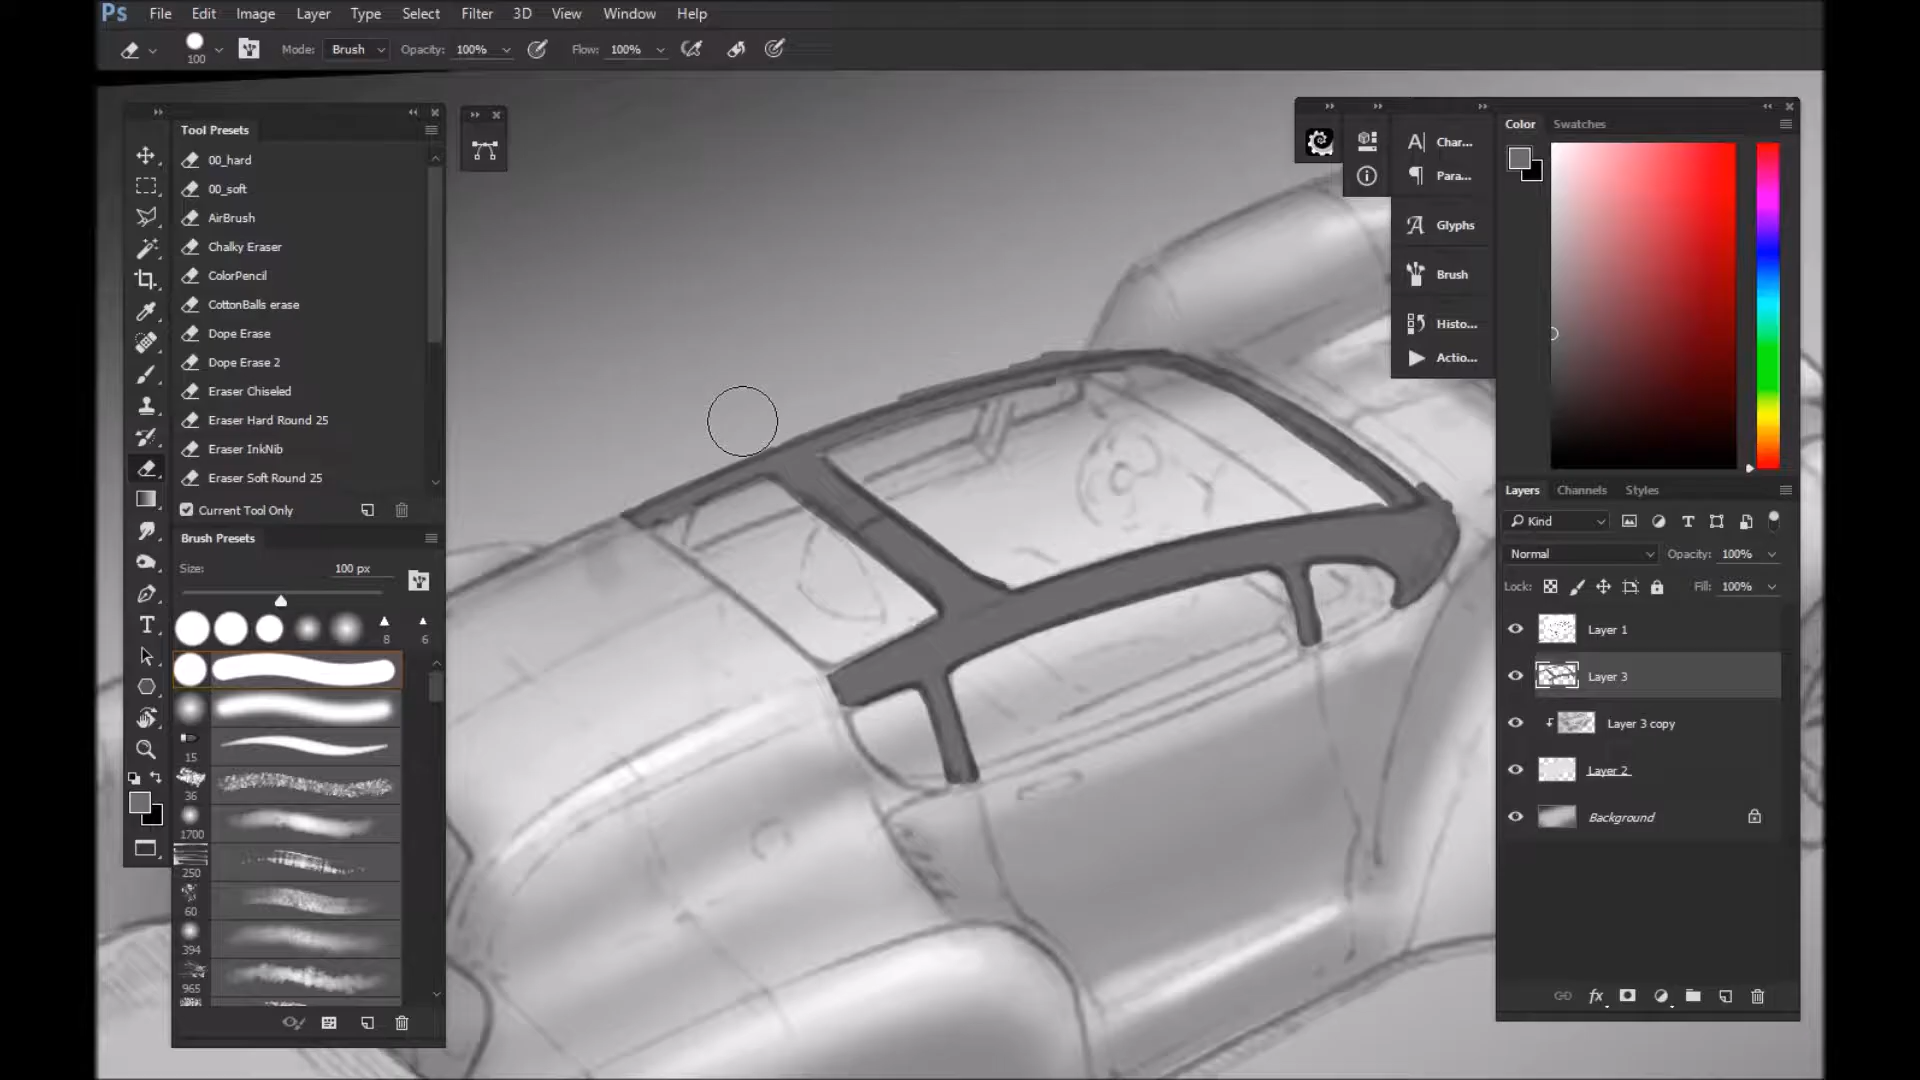 Ps File Edit Image Layer Type Select Filter 3D View Window Help
100 Mode: Brush Opacity: 100% Flow: 100%
Tool Presets
00_hard
00_soft
AirBrush
Chalky Eraser
ColorPencil
CottonBalls erase
Dope Erase
Dope Erase 2
Eraser Chiseled
Eraser Hard Round 25
Eraser InkNib
Eraser Soft Round 25
Current Tool Only
Brush Presets
Size: 100 px
8 6
15
36
1700
250
60
394
965
Char...
Para...
Glyphs
Brush
Histo...
Actio...
Color Swatches
Layers Channels Styles
Kind
Normal Opacity: 100%
Lock: Fill: 100%
Layer 1
Layer 3
Layer 3 copy
Layer 2
Background